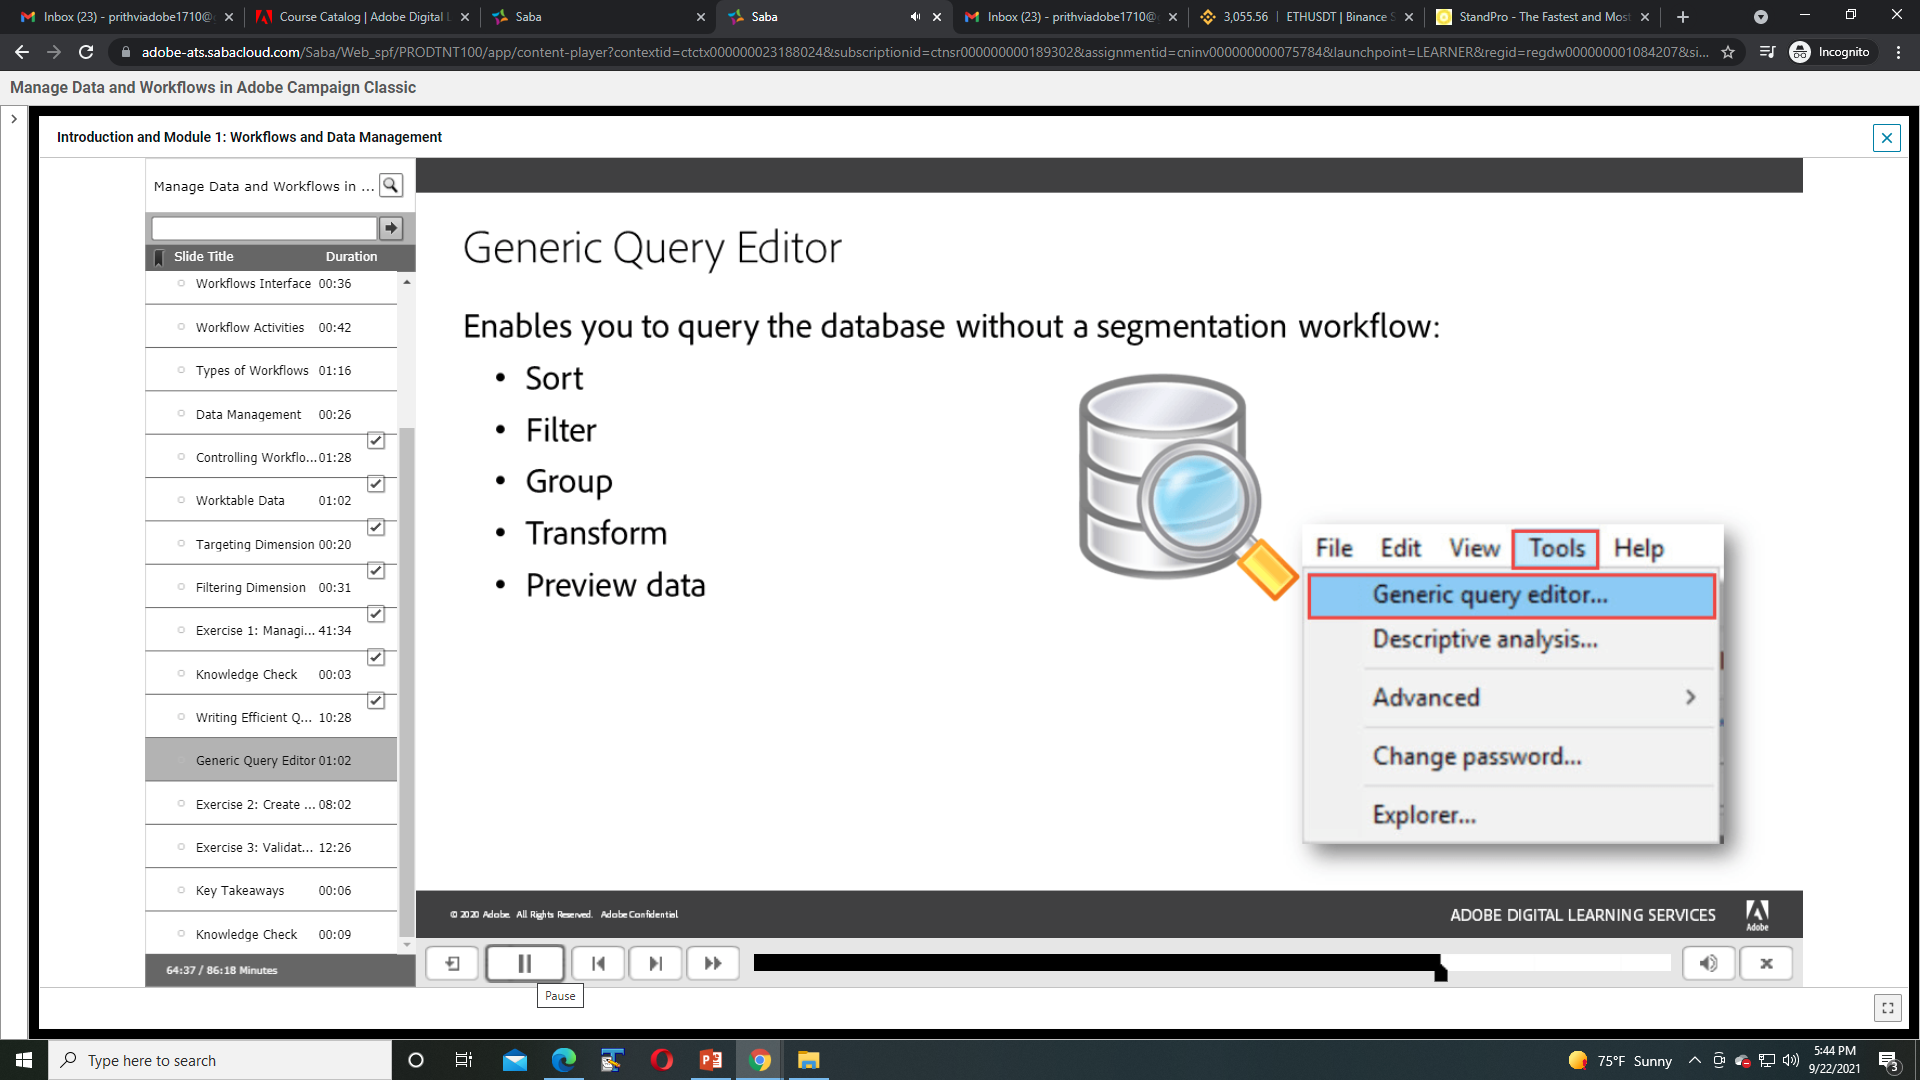 Inbox (23) - prithviadobe1710@
Course Catalog | Adobe Digital L
Saba
Saba
Inbox (23) - prithviadobe1710@
3,055.56 | ETHUSDT | Binance S
StandPro - The Fastest and Most
adobe-ats.sabacloud.com/Saba/Web_spf/PRODTNT100/app/content-player?contextid=ctctx000000023188024&subscriptionid=ctnsr0000000000189302&assignmentid=cninv000000000075784&launchpoint=LEARNER&regid=regdw000000001084207&si...
Incognito
Manage Data and Workflows in Adobe Campaign Classic
Introduction and Module 1: Workflows and Data Management
Manage Data and Workflows in ...
Slide Title Duration
Workflows Interface 00:36
Workflow Activities 00:42
Types of Workflows 01:16
Data Management 00:26
Controlling Workflo... 01:28
Worktable Data 01:02
Targeting Dimension 00:20
Filtering Dimension 00:31
Exercise 1: Managi... 41:34
Knowledge Check 00:03
Writing Efficient Q... 10:28
Generic Query Editor 01:02
Exercise 2: Create ... 08:02
Exercise 3: Validat... 12:26
Key Takeaways 00:06
Knowledge Check 00:09
64:37 / 86:18 Minutes
Generic Query Editor
Enables you to query the database without a segmentation workflow:
• Sort
• Filter
• Group
• Transform
• Preview data
File Edit View Tools Help
Generic query editor...
Descriptive analysis...
Advanced
Change password...
Explorer...
© 2020 Adobe. All Rights Reserved. Adobe Confidential
ADOBE DIGITAL LEARNING SERVICES
Adobe
Pause
Type here to search
75°F Sunny
5:44 PM
9/22/2021
3